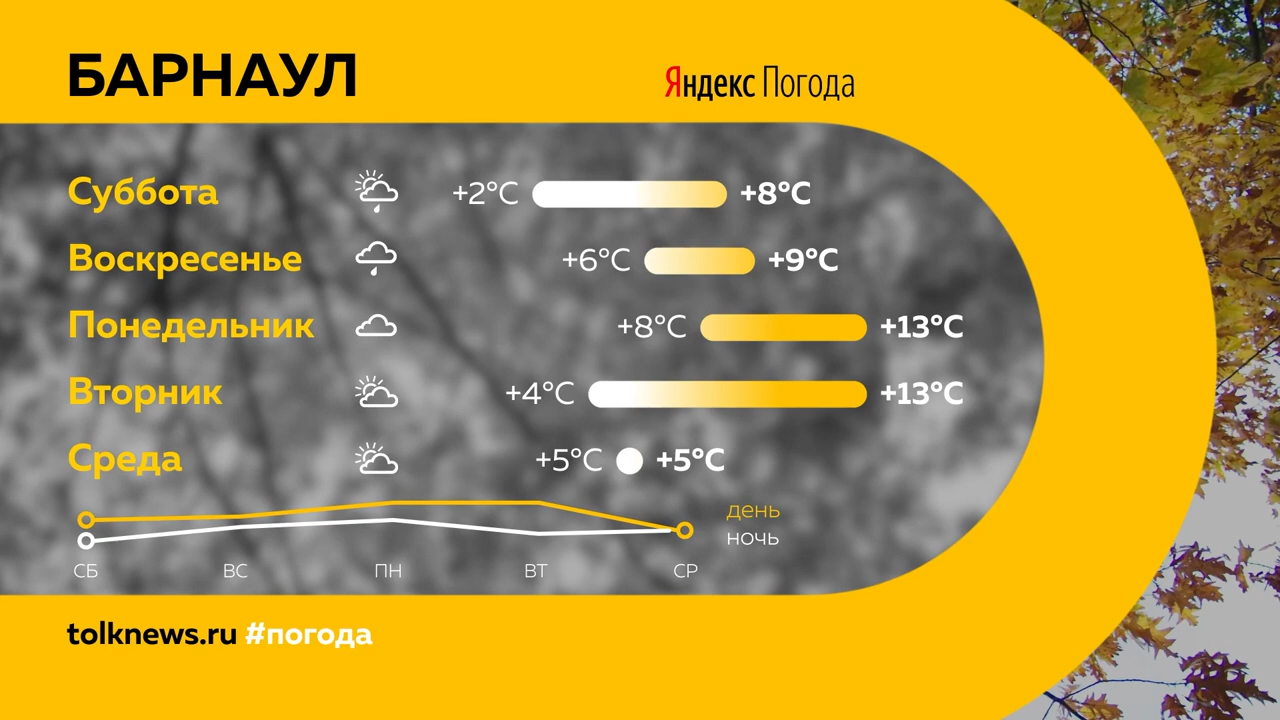 БАРНАУЛ
Яндекс Погода
Суббота +2°C +8°C
Воскресенье +6°C +9°C
Понедельник +8°C +13°C
Вторник +4°C +13°C
Среда +5°C +5°C
день
ночь
СБ ВС ПН ВТ СР
tolknews.ru #погода